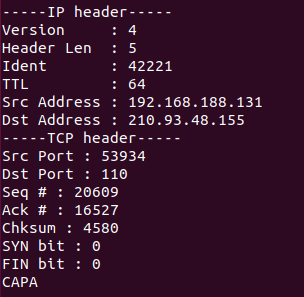 -----IP header-----
Version     : 4
Header Len  : 5
Ident       : 42221
TTL         : 64
Src Address : 192.168.188.131
Dst Address : 210.93.48.155
-----TCP header-----
Src Port : 53934
Dst Port : 110
Seq # : 20609
Ack # : 16527
Chksum : 4580
SYN bit : 0
FIN bit : 0
CAPA